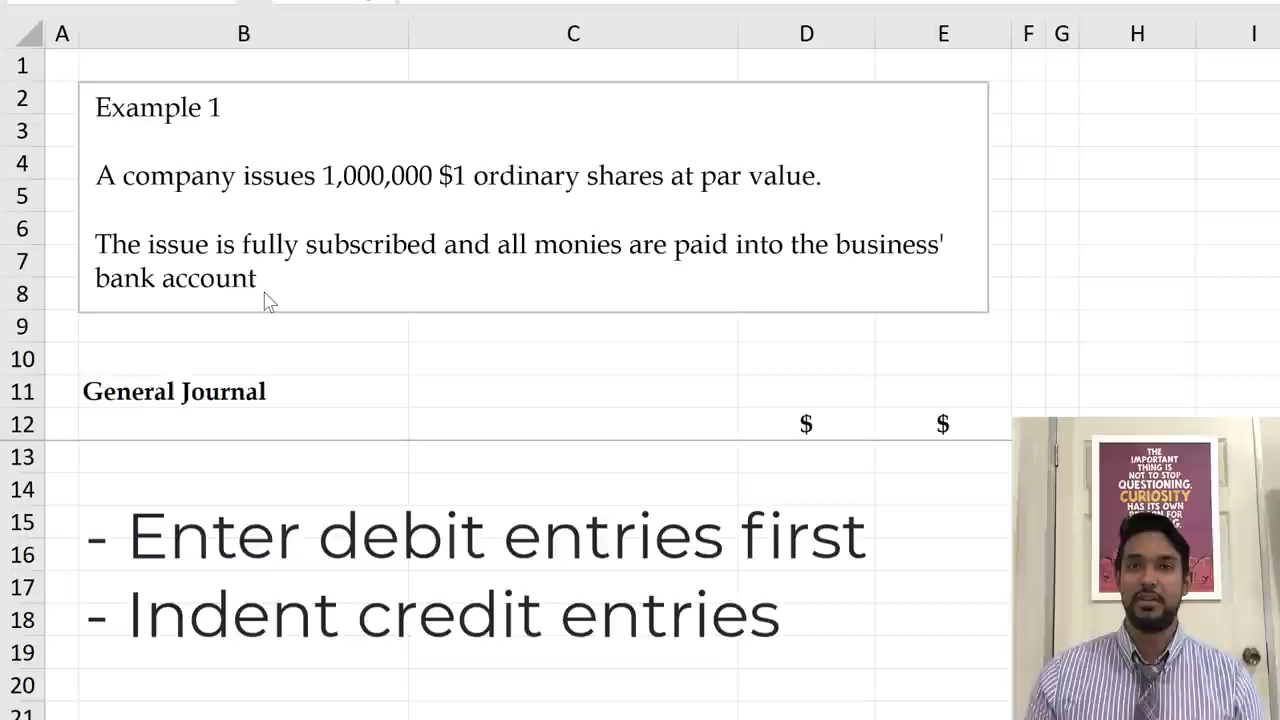 A B C D E F G H I
1
2 Example 1
3
4 A company issues 1,000,000 $1 ordinary shares at par value.
5
6 The issue is fully subscribed and all monies are paid into the business'
7 bank account
8
9
10
11 General Journal
12 $ $
13
14
15 - Enter debit entries first
16
17
18 - Indent credit entries
19
20
21
THE
IMPORTANT
THING IS
NOT TO STOP
QUESTIONING.
CURIOSITY
HAS ITS OWN